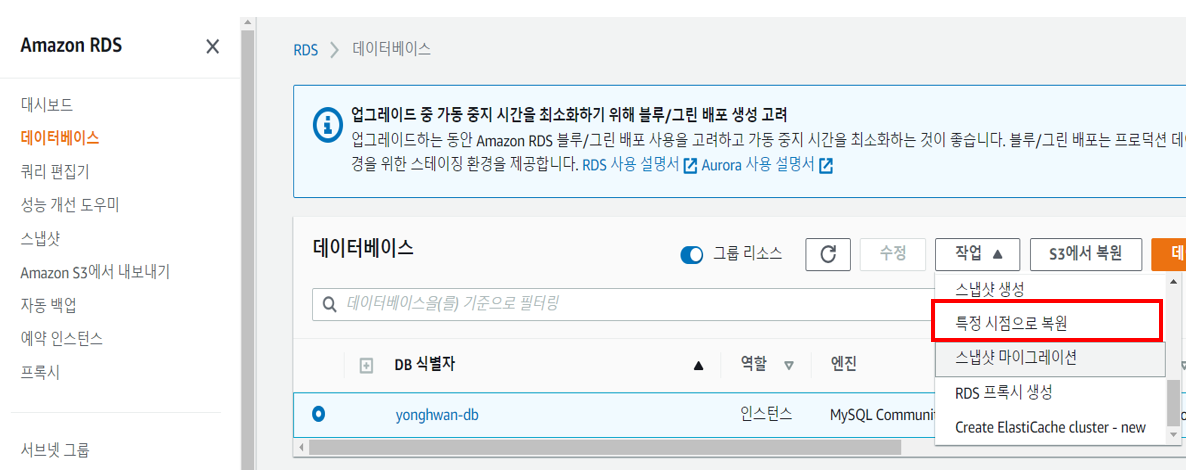 Amazon RDS
대시보드
데이터베이스
쿼리 편집기
성능 개선 도우미
스냅샷
Amazon S3에서 내보내기
자동 백업
예약 인스턴스
프록시
서브넷 그룹
RDS
데이터베이스
업그레이드 중 가동 중지 시간을 최소화하기 위해 블루/그린 배포 생성 고려
업그레이드하는 동안 Amazon RDS 블루/그린 배포 사용을 고려하고 가동 중지 시간을 최소화하는 것이 좋습니다. 블루/그린 배포는 프로덕션 데이
경을 위한 스테이징 환경을 제공합니다. RDS 사용 설명서 Aurora 사용 설명서
데이터베이스
그룹 리소스
수정
작업
S3에서 복원
데
데이터베이스을(를) 기준으로 필터링
스냅샷 생성
특정 시점으로 복원
스냅샷 마이그레이션
RDS 프록시 생성
Create ElastiCache cluster - new
DB 식별자
역할
엔진
yonghwan-db
인스턴스
MySQL Communi